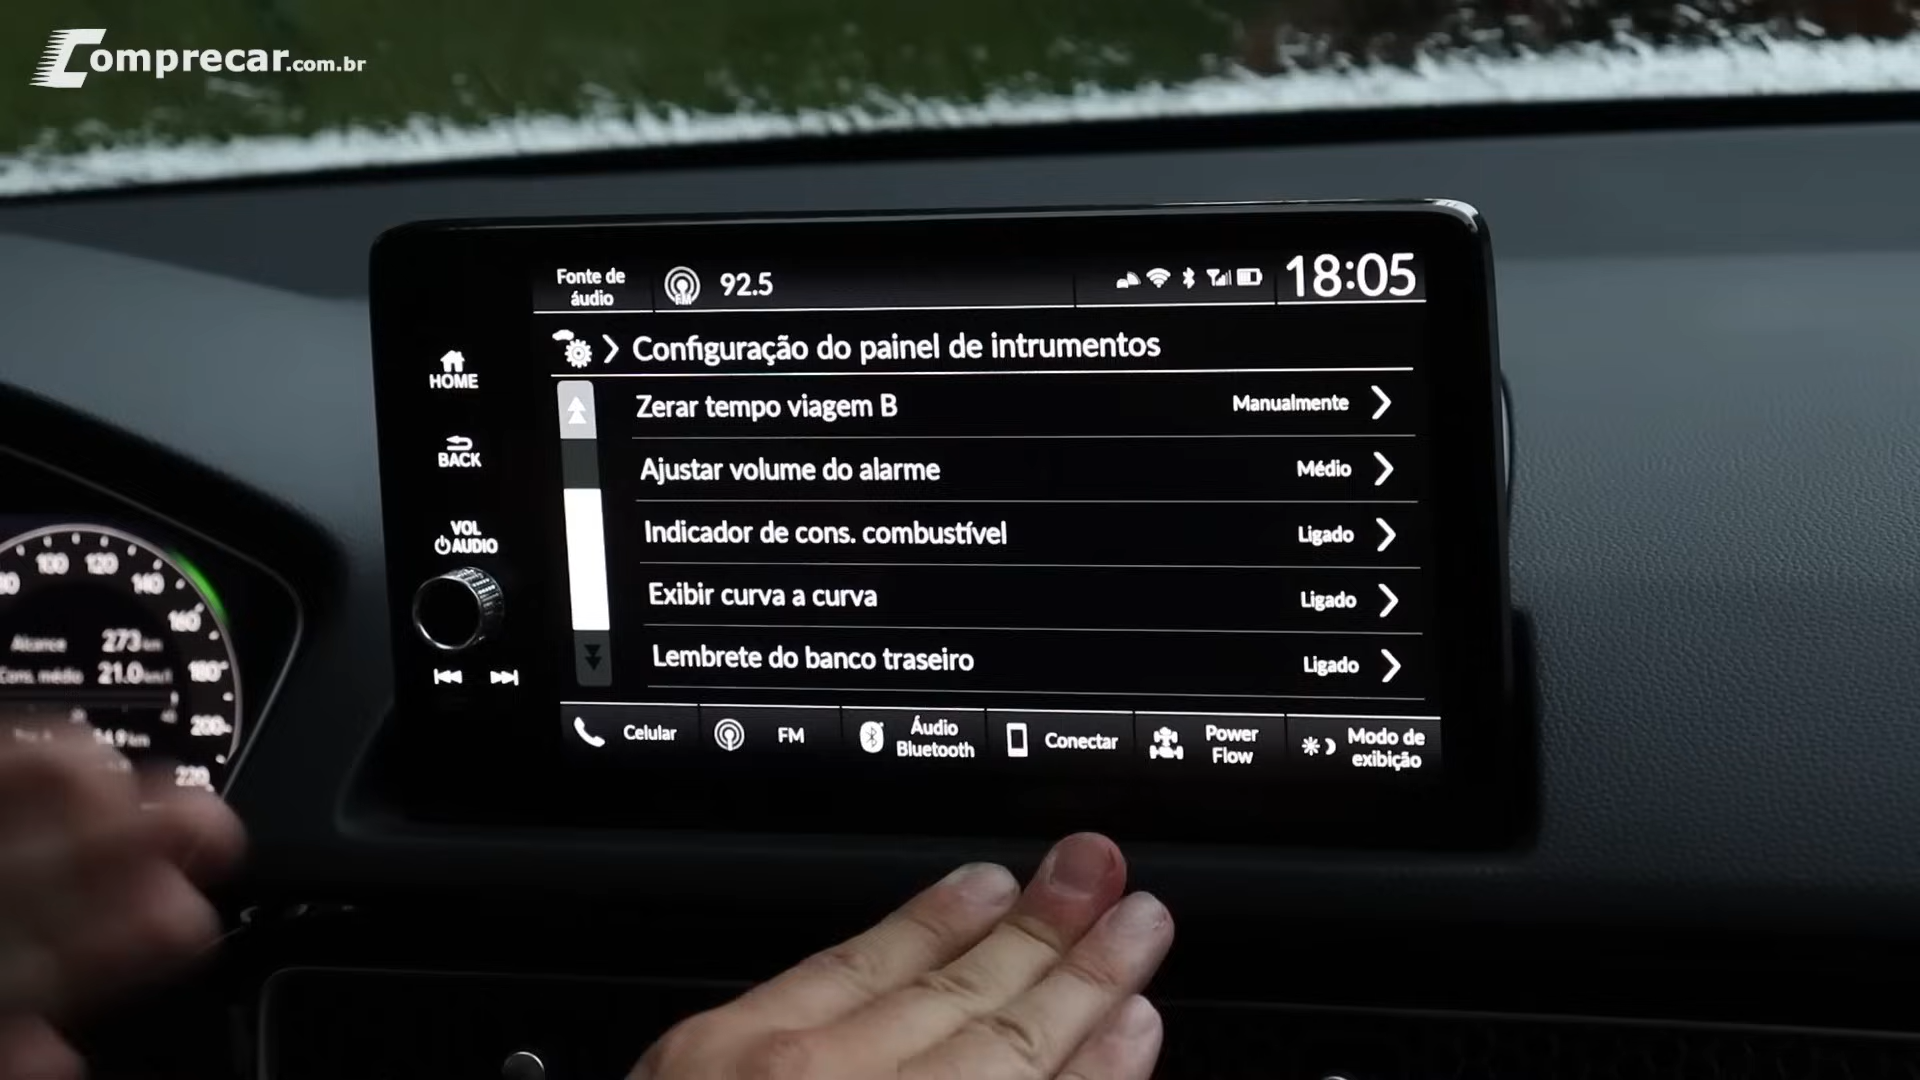 Comprecar.com.br
Fonte de
áudio
FM
92.5
18:05
Configuração do painel de intrumentos
HOME
BACK
VOL
AUDIO
Zerar tempo viagem B
Manualmente
Ajustar volume do alarme
Médio
Indicador de cons. combustível
Ligado
Exibir curva a curva
Ligado
Lembrete do banco traseiro
Ligado
Celular
FM
Áudio
Bluetooth
Conectar
Power
Flow
Modo de
exibição
100
120
140
160
180
200
220
Alcance 273 km
Cons. médio 21.0 km/l